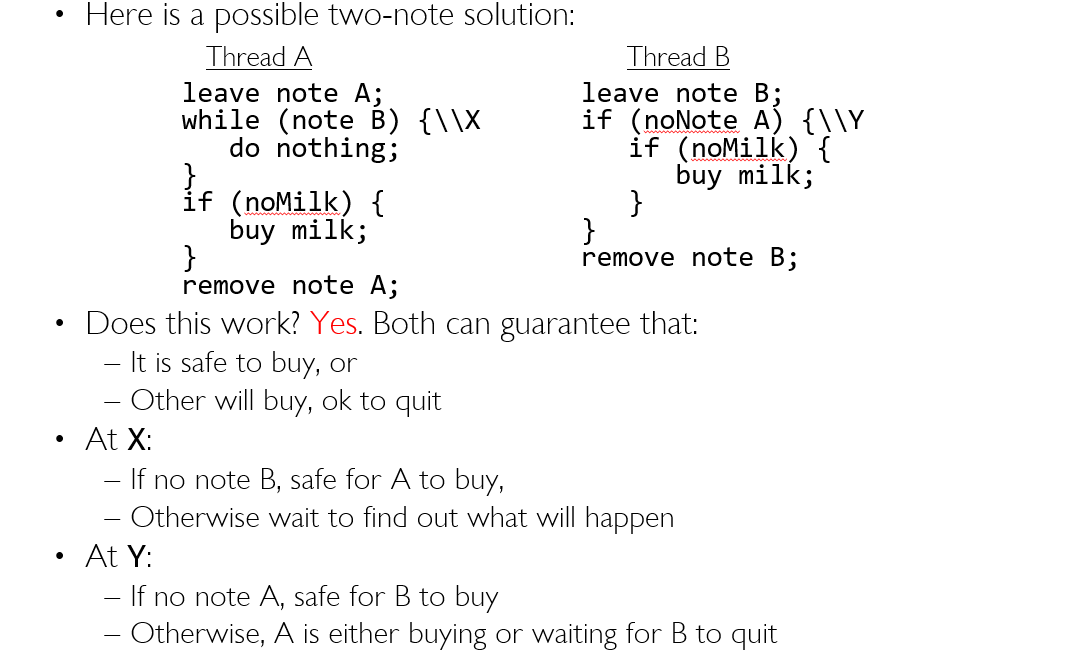 • Here is a possible two-note solution:
Thread A
leave note A;
while (note B) {\\X
do nothing;
}
if (noMilk) {
buy milk;
}
remove note A;
Thread B
leave note B;
if (noNote A) {\\Y
if (noMilk) {
buy milk;
}
}
remove note B;
• Does this work? Yes. Both can guarantee that:
– It is safe to buy, or
– Other will buy, ok to quit
• At X:
– If no note B, safe for A to buy,
– Otherwise wait to find out what will happen
• At Y:
– If no note A, safe for B to buy
– Otherwise, A is either buying or waiting for B to quit